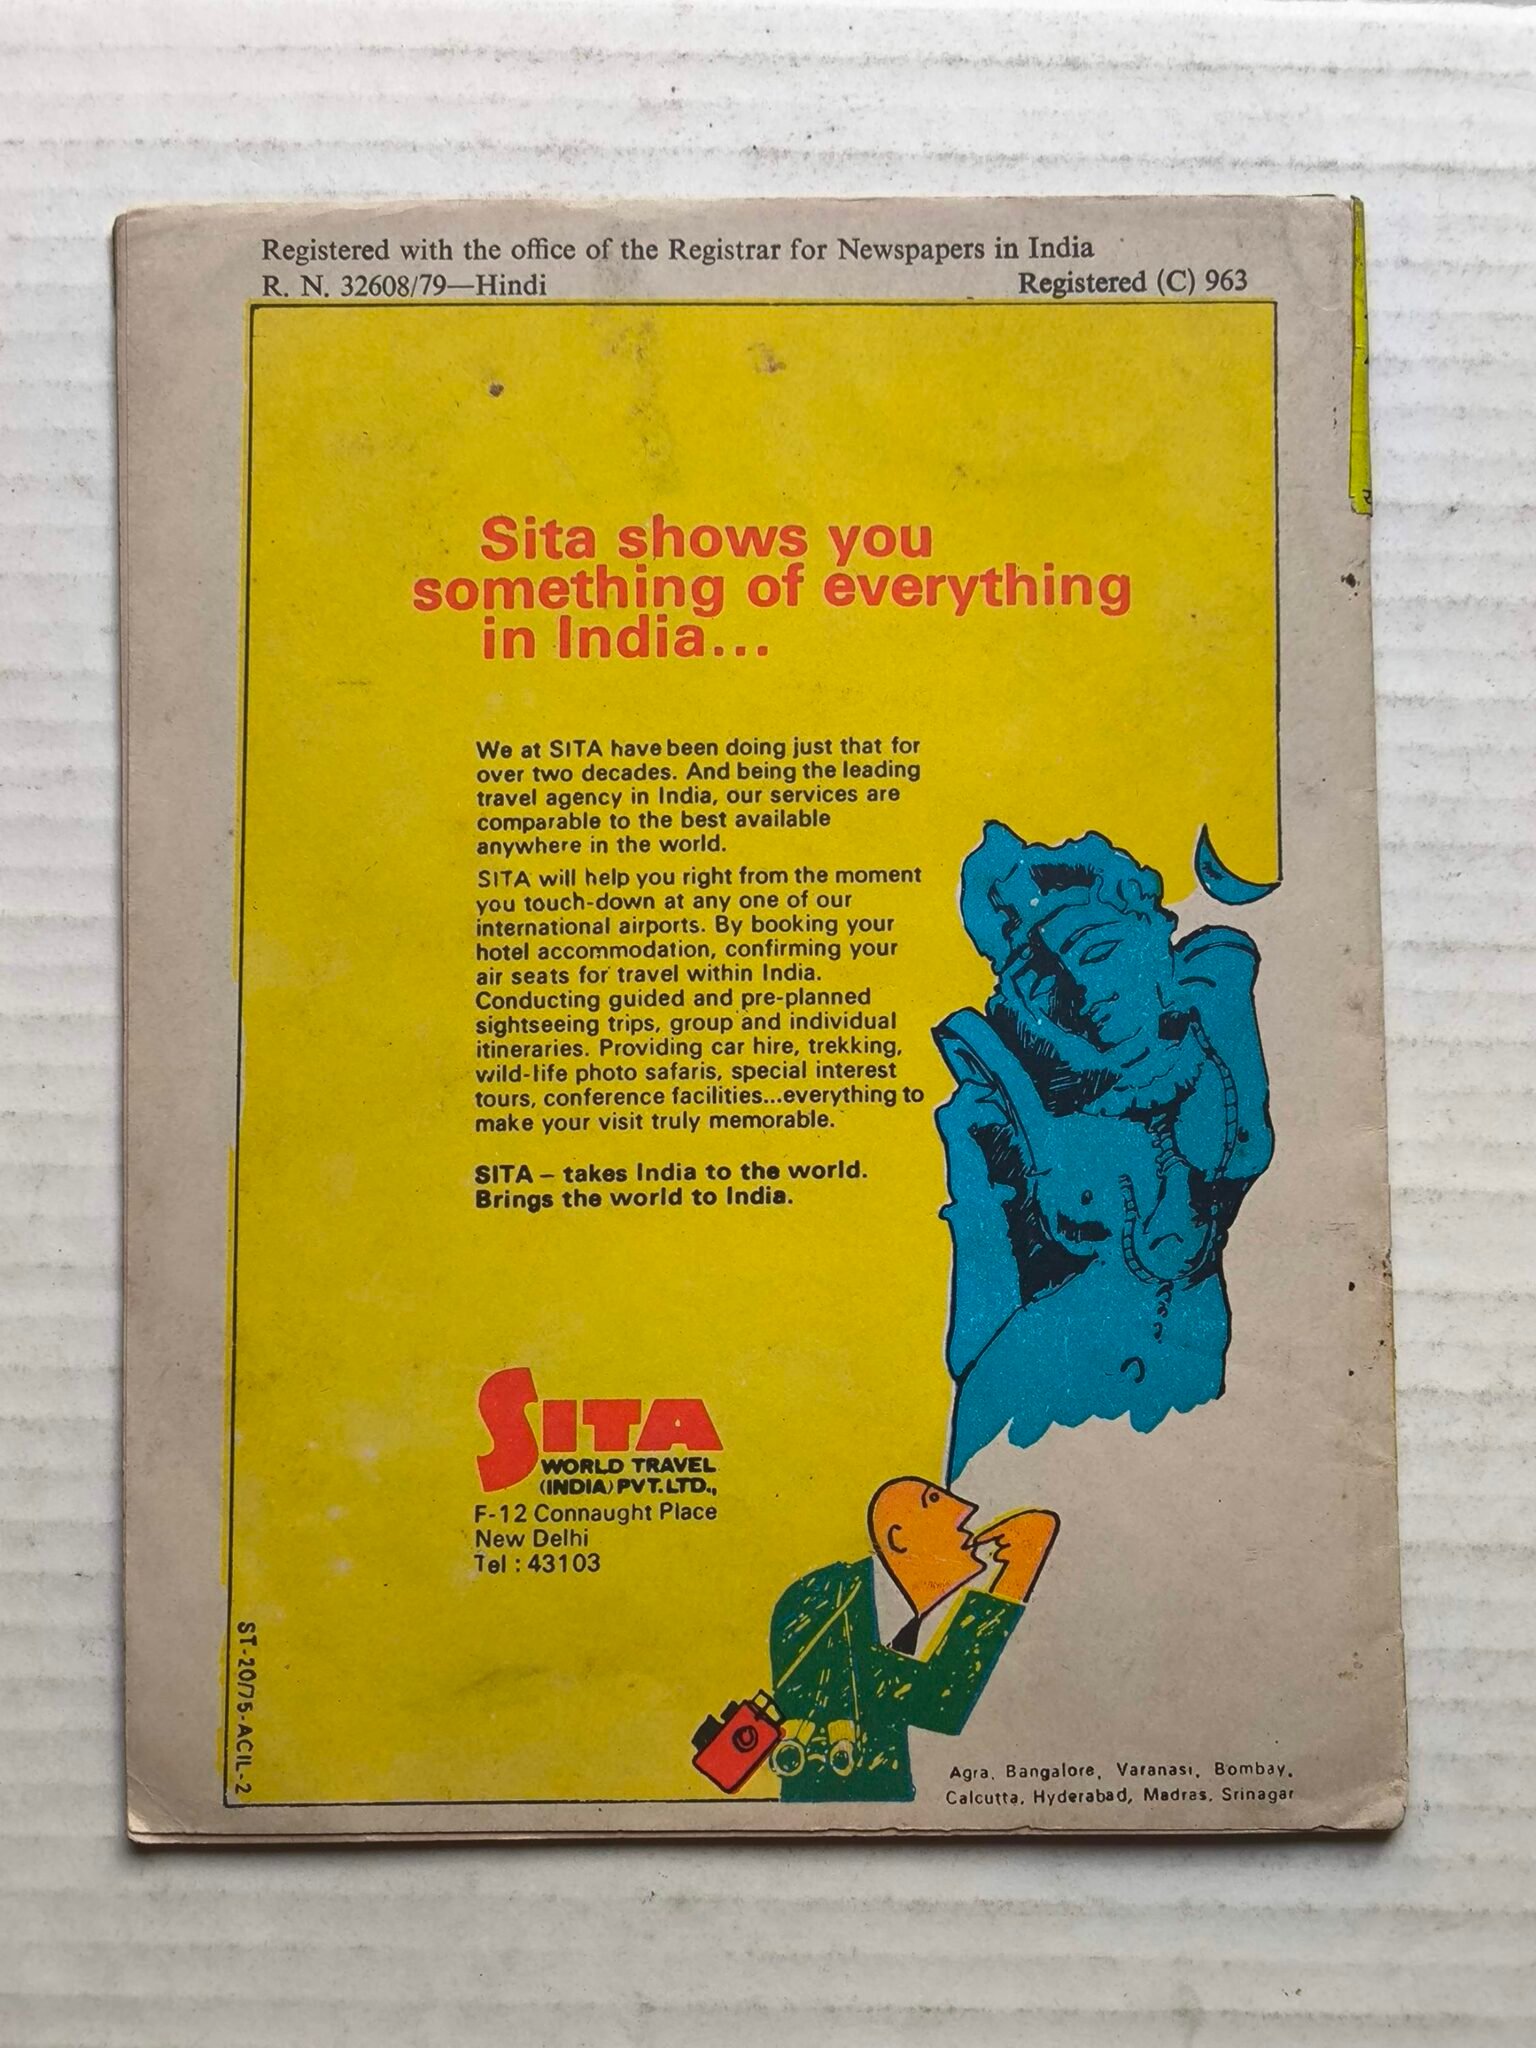 Registered with the office of the Registrar for Newspapers in India
R. N. 32608/79—Hindi Registered (C) 963
Sita shows you
something of everything
in India...
We at SITA have been doing just that for
over two decades. And being the leading
travel agency in India, our services are
comparable to the best available
anywhere in the world.
SITA will help you right from the moment
you touch-down at any one of our
international airports. By booking your
hotel accommodation, confirming your
air seats for travel within India.
Conducting guided and pre-planned
sightseeing trips, group and individual
itineraries. Providing car hire, trekking,
wild-life photo safaris, special interest
tours, conference facilities...everything to
make your visit truly memorable.
SITA – takes India to the world.
Brings the world to India.
SITA
WORLD TRAVEL
(INDIA) PVT. LTD.,
F-12 Connaught Place
New Delhi
Tel : 43103
ST-20/75-ACIL-2
Agra, Bangalore, Varanasi, Bombay,
Calcutta, Hyderabad, Madras, Srinagar